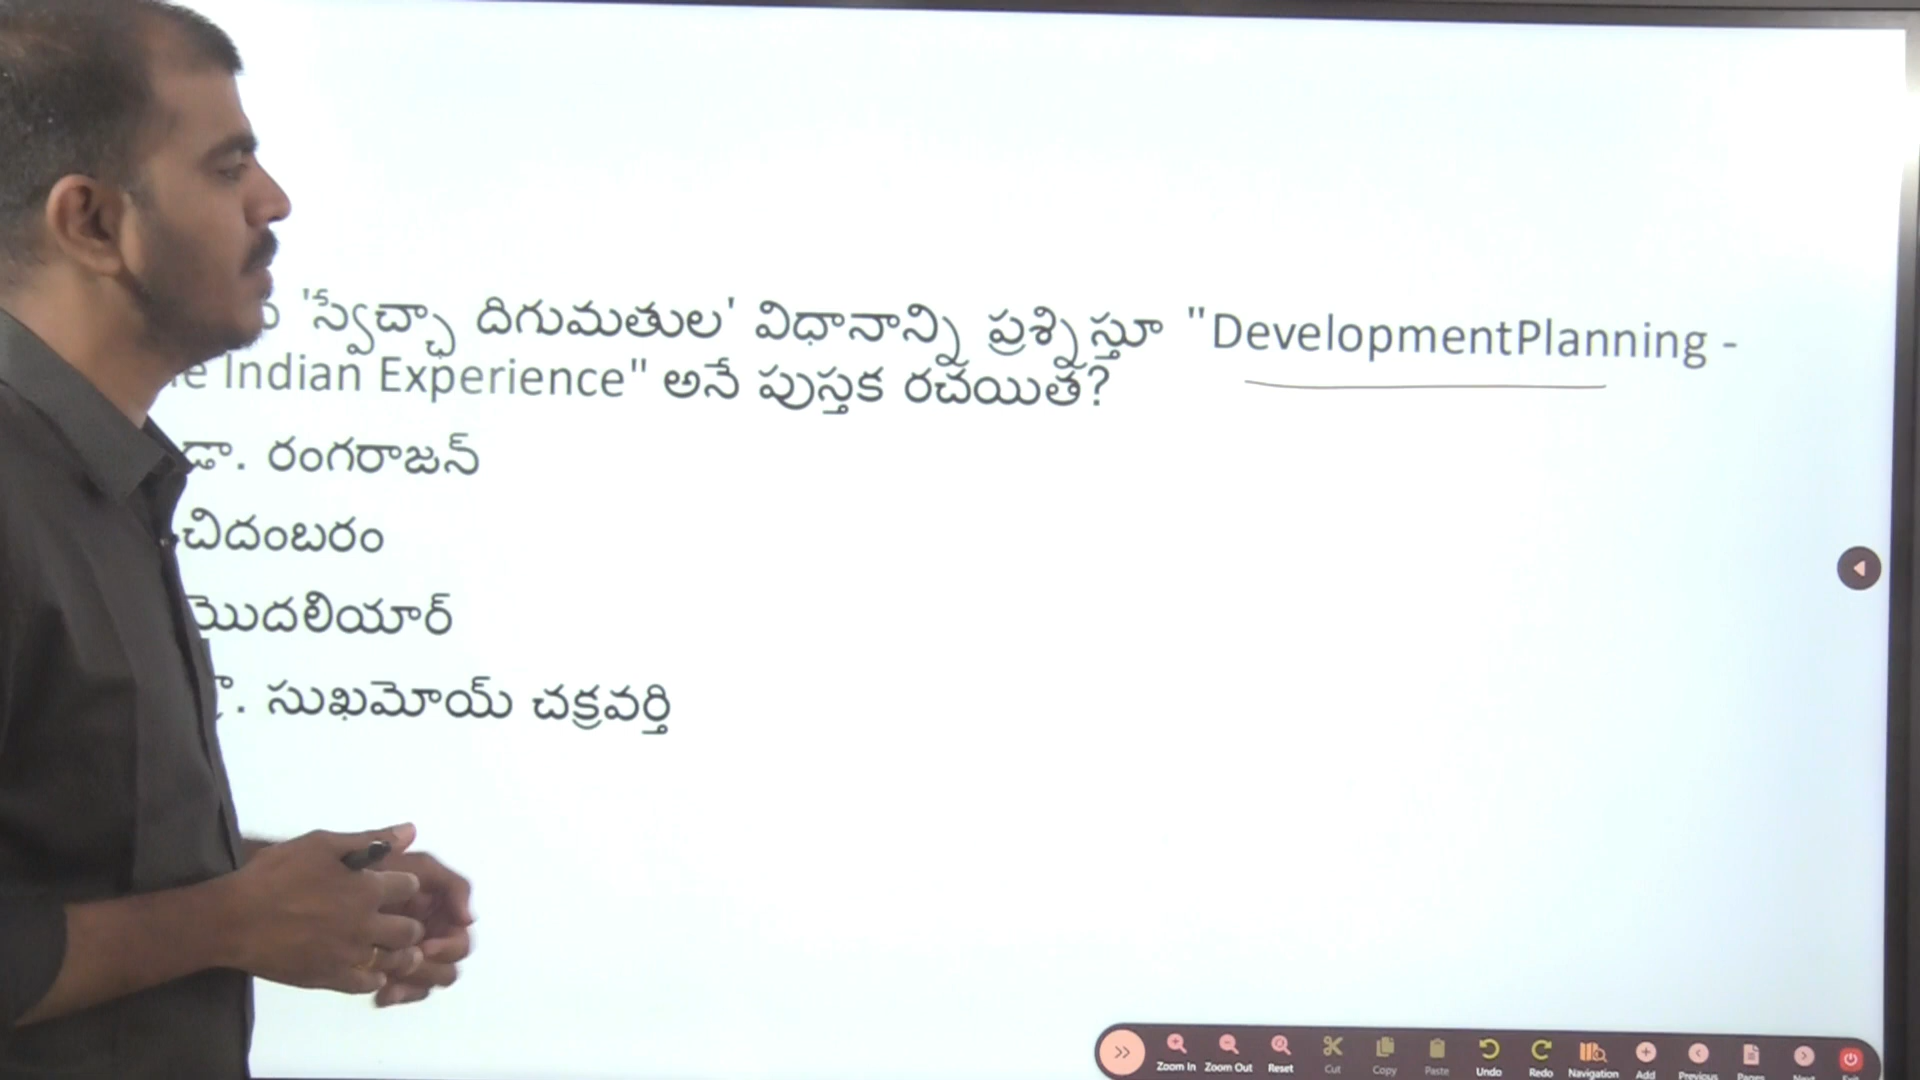 'స్వేచ్ఛా దిగుమతుల' విధానాన్ని ప్రశ్నిస్తూ "DevelopmentPlanning -
Indian Experience" అనే పుస్తక రచయిత?
డా. రంగరాజన్
చిదంబరం
మొదలియార్
సుఖమోయ్ చక్రవర్తి
Zoom In Zoom Out Reset Cut Copy Paste Undo Redo Navigation Add Previous Pages